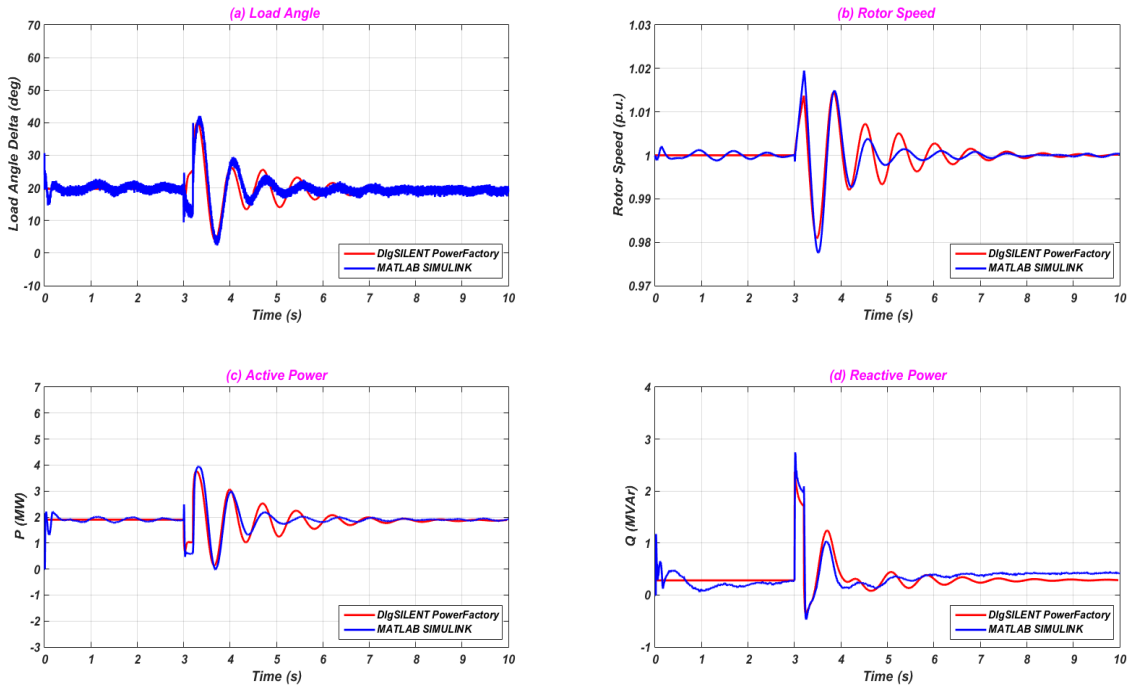 (a) Load Angle
70
60
50
40
30
20
10
0
-10
Load Angle Delta (deg)
0 1 2 3 4 5 6 7 8 9 10
Time (s)
DIgSILENT PowerFactory
MATLAB SIMULINK
(b) Rotor Speed
1.03
1.02
1.01
1
0.99
0.98
0.97
Rotor Speed (p.u.)
0 1 2 3 4 5 6 7 8 9 10
Time (s)
DIgSILENT PowerFactory
MATLAB SIMULINK
(c) Active Power
7
6
5
4
3
2
1
0
-1
-2
-3
P (MW)
0 1 2 3 4 5 6 7 8 9 10
Time (s)
DIgSILENT PowerFactory
MATLAB SIMULINK
(d) Reactive Power
4
3
2
1
0
-1
Q (MVAr)
0 1 2 3 4 5 6 7 8 9 10
Time (s)
DIgSILENT PowerFactory
MATLAB SIMULINK